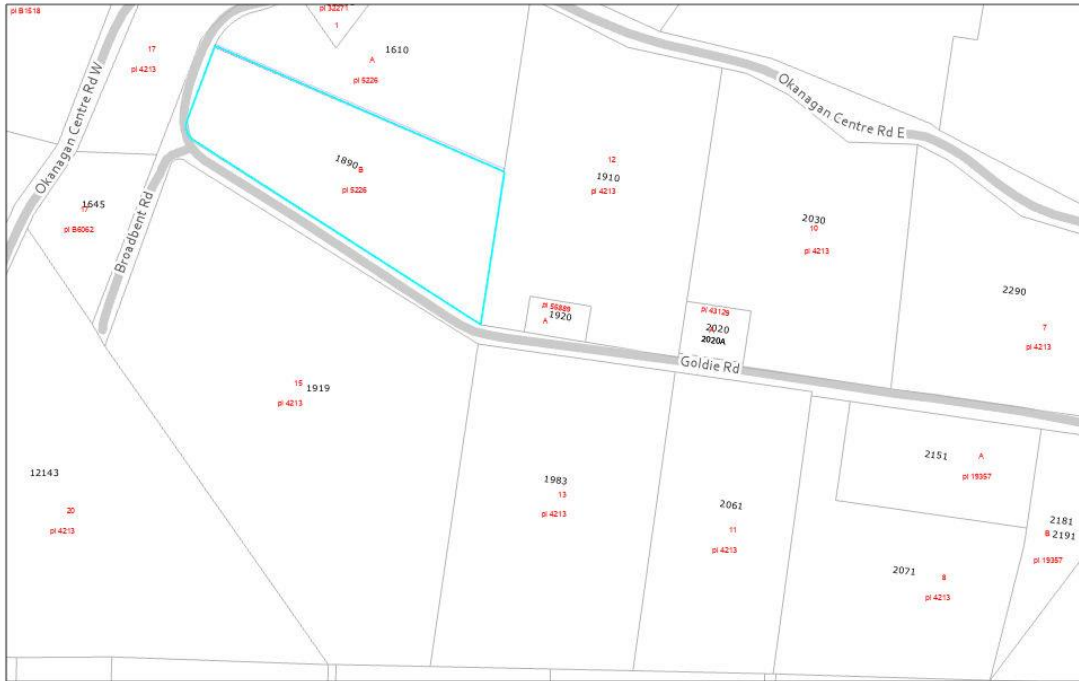 pl B1518
pl 32271
1
17
pl 4213
1610
A
pl 5226
Okanagan Centre Rd W
Okanagan Centre Rd E
1890
B
pl 5226
12
1910
pl 4213
2030
10
pl 4213
1645
17
pl B6062
Broadbent Rd
2290
7
pl 4213
pl 56889
A
1920
pl 43129
2020
2020A
Goldie Rd
15
1919
pl 4213
12143
20
pl 4213
1983
13
pl 4213
2061
11
pl 4213
2151
A
pl 19357
2181
B
2191
pl 19357
2071
8
pl 4213